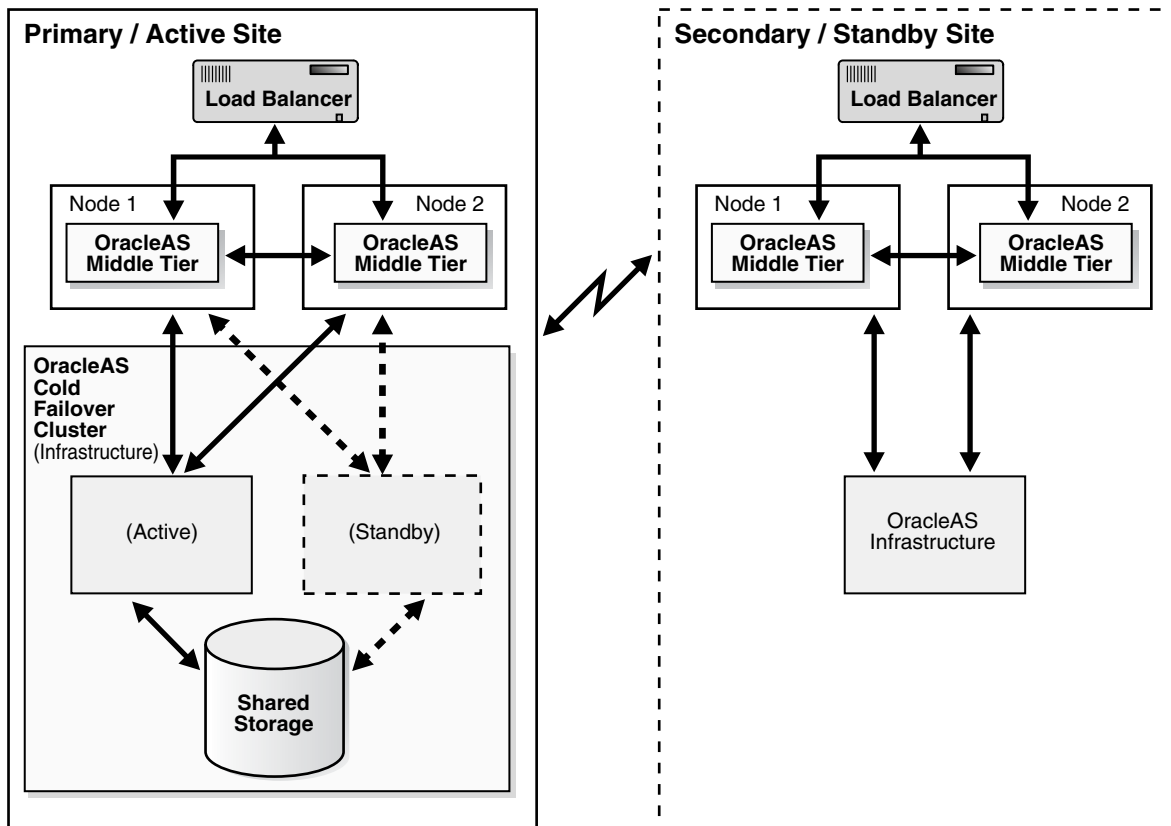 Primary / Active Site
Load Balancer
Node 1
OracleAS
Middle Tier
Node 2
OracleAS
Middle Tier
OracleAS
Cold
Failover
Cluster
(Infrastructure)
(Active)
(Standby)
Shared
Storage
Secondary / Standby Site
Load Balancer
Node 1
OracleAS
Middle Tier
Node 2
OracleAS
Middle Tier
OracleAS
Infrastructure